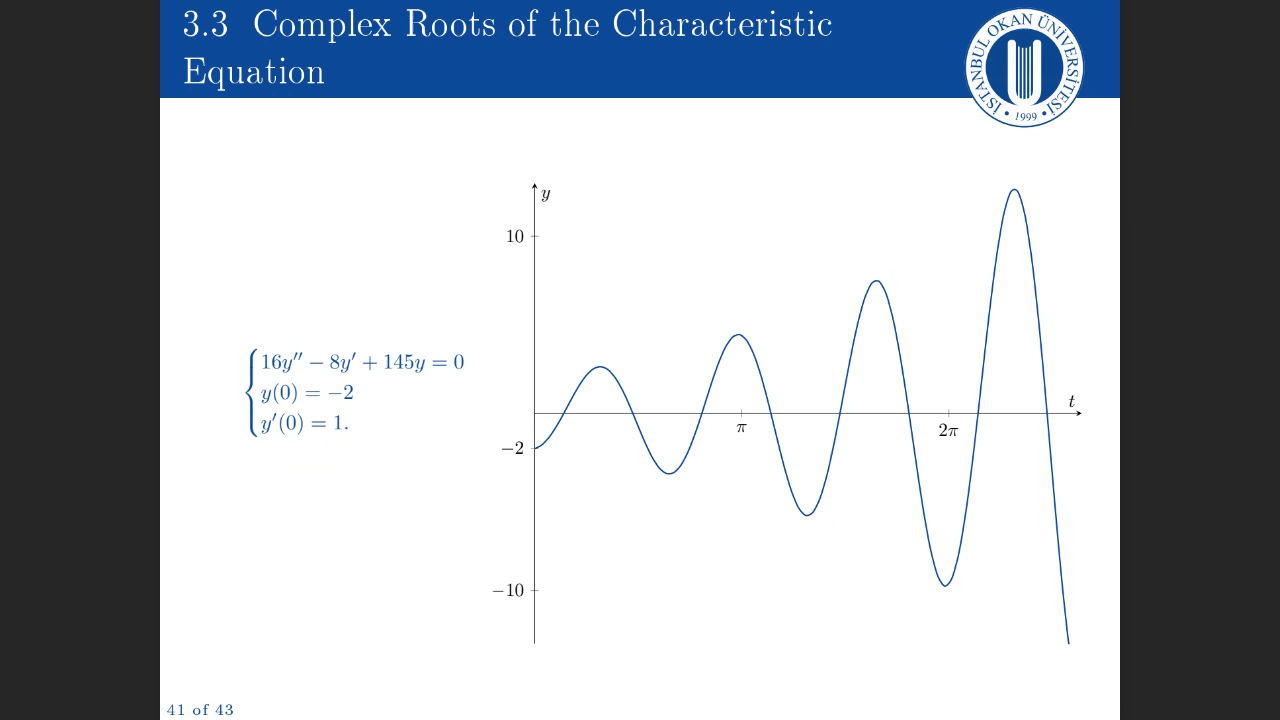 3.3 Complex Roots of the Characteristic
Equation
İSTANBUL OKAN ÜNİVERSİTESİ
1999
y
10
16y″ − 8y′ + 145y = 0
y(0) = −2
y′(0) = 1.
t
π
2π
−2
−10
41 of 43